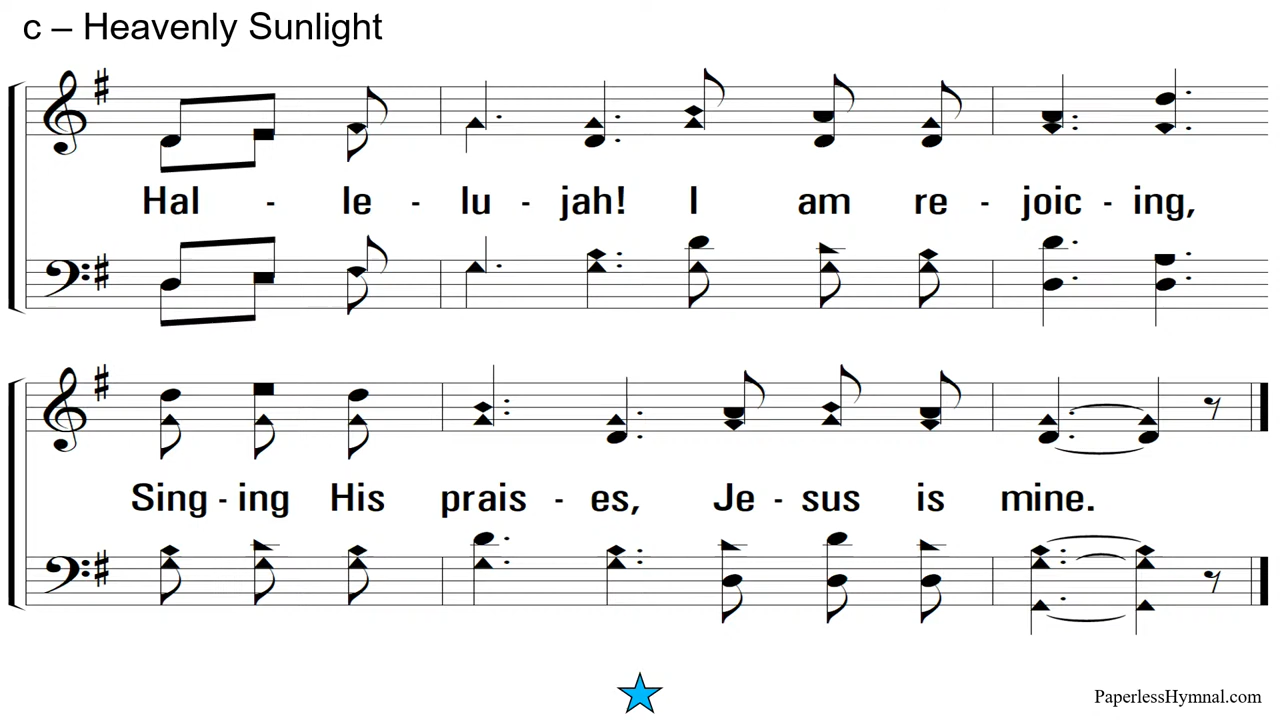 c – Heavenly Sunlight
Hal - le - lu - jah! I am re - joic - ing,
Sing - ing His prais - es, Je - sus is mine.
PaperlessHymnal.com